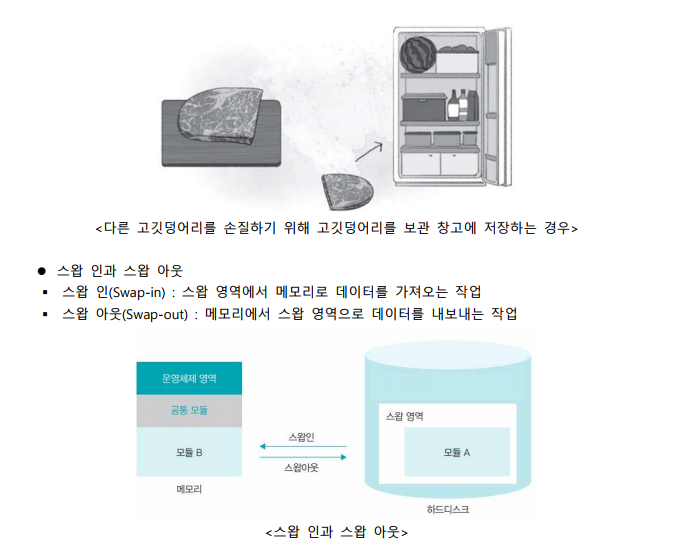 <다른 고깃덩어리를 손질하기 위해 고깃덩어리를 보관 창고에 저장하는 경우>
● 스왑 인과 스왑 아웃
▪ 스왑 인(Swap-in) : 스왑 영역에서 메모리로 데이터를 가져오는 작업
▪ 스왑 아웃(Swap-out) : 메모리에서 스왑 영역으로 데이터를 내보내는 작업
운영체제 영역
공통 모듈
모듈 B
메모리
스왑인
스왑아웃
스왑 영역
모듈 A
하드디스크
<스왑 인과 스왑 아웃>